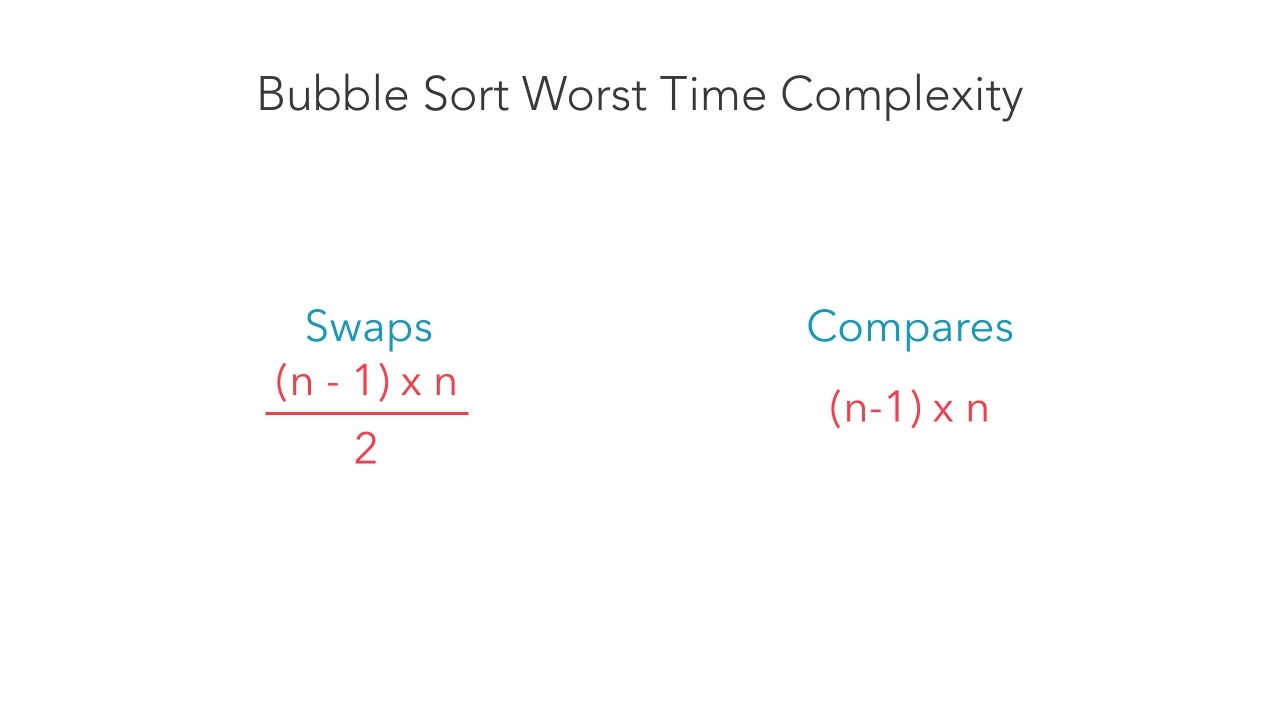 Bubble Sort Worst Time Complexity
Swaps
(n - 1) x n
2
Compares
(n-1) x n